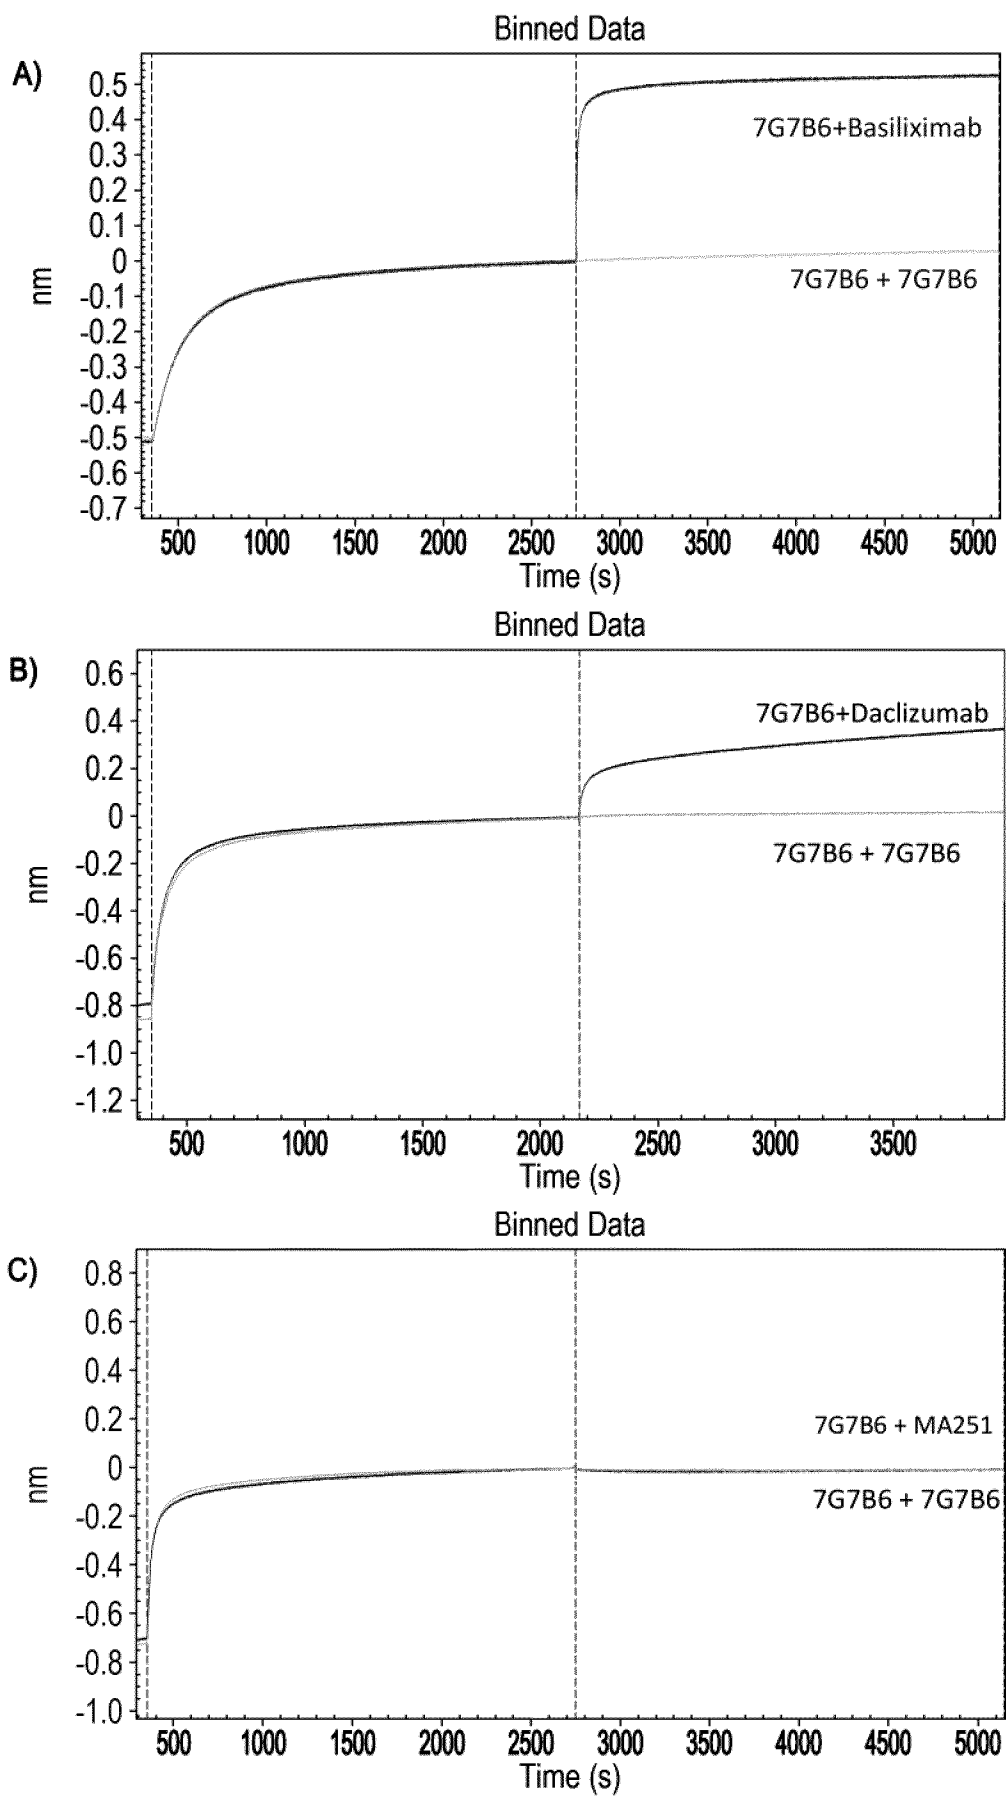 Binned Data
A)
0.5
0.4
0.3
0.2
0.1
0
-0.1
-0.2
-0.3
-0.4
-0.5
-0.6
-0.7
nm
7G7B6+Basiliximab
7G7B6 + 7G7B6
500 1000 1500 2000 2500 3000 3500 4000 4500 5000
Time (s)
Binned Data
B)
0.6
0.4
0.2
0
-0.2
-0.4
-0.6
-0.8
-1.0
-1.2
nm
7G7B6+Daclizumab
7G7B6 + 7G7B6
500 1000 1500 2000 2500 3000 3500
Time (s)
Binned Data
C)
0.8
0.6
0.4
0.2
0
-0.2
-0.4
-0.6
-0.8
-1.0
nm
7G7B6 + MA251
7G7B6 + 7G7B6
500 1000 1500 2000 2500 3000 3500 4000 4500 5000
Time (s)